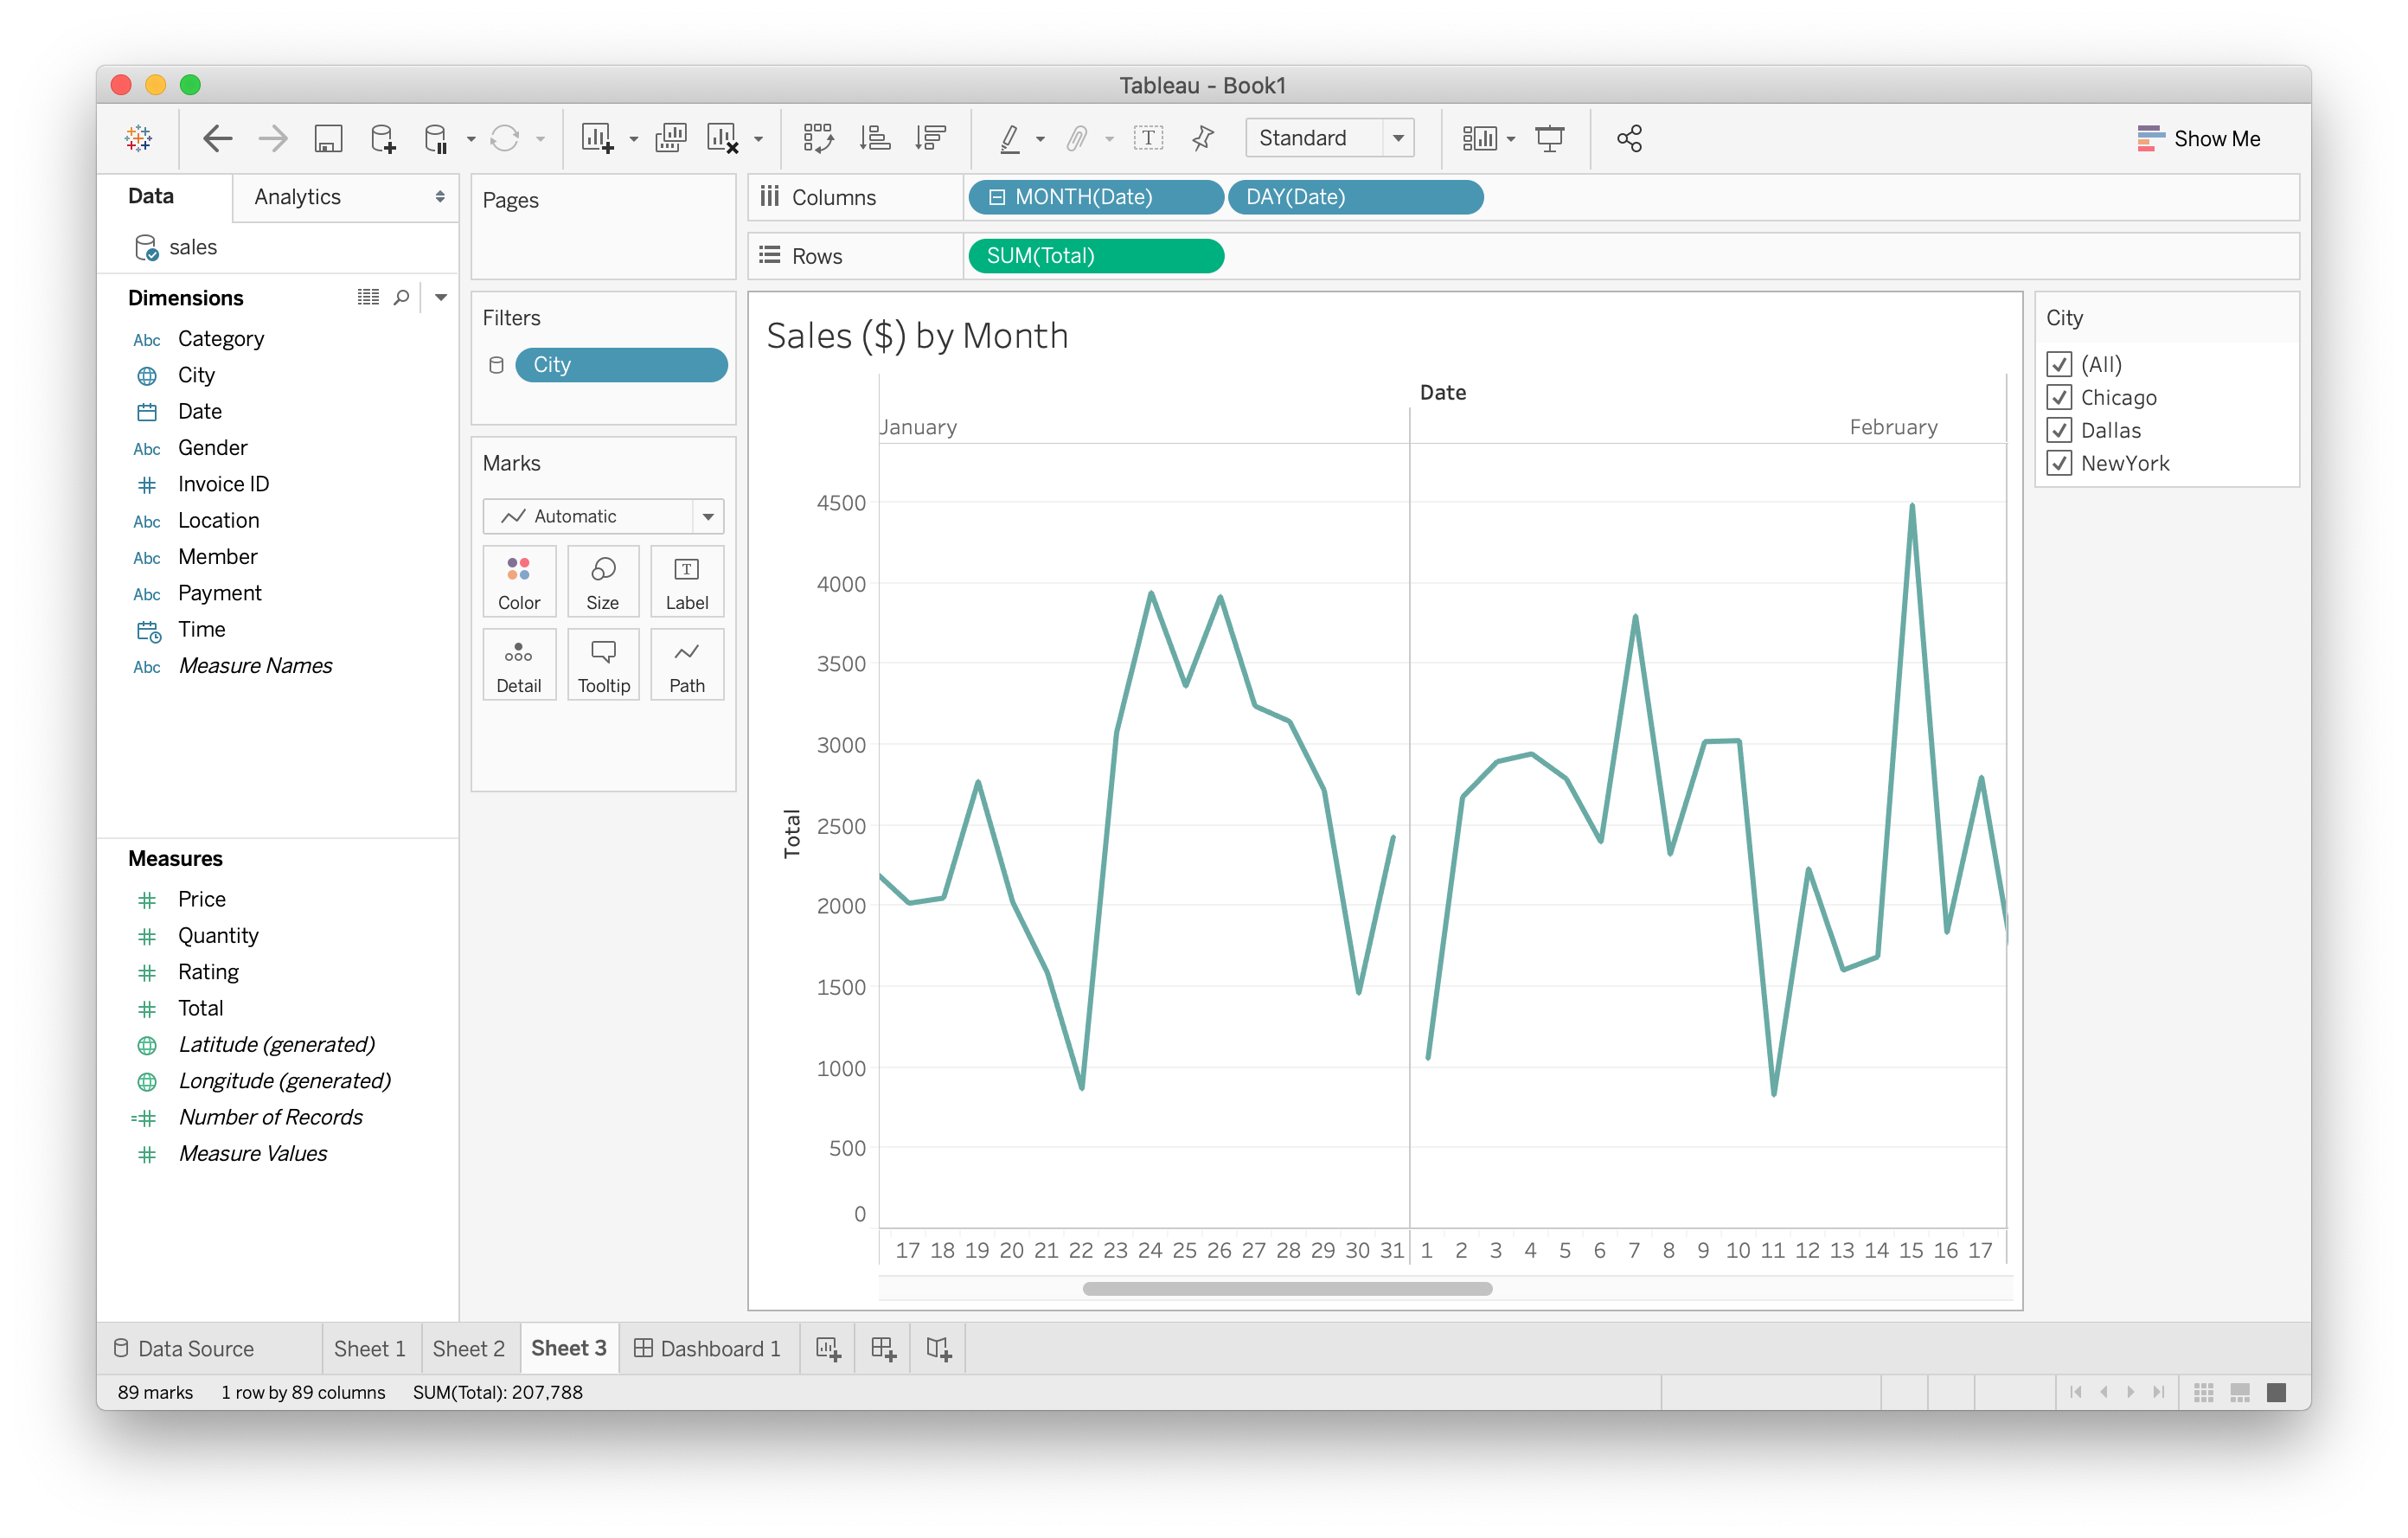 Tableau - Book1
Standard
Show Me
Data
Analytics
sales
Dimensions
Abc Category
City
Date
Abc Gender
Invoice ID
Abc Location
Abc Member
Abc Payment
Time
Abc Measure Names
Measures
Price
Quantity
Rating
Total
Latitude (generated)
Longitude (generated)
=# Number of Records
Measure Values
Pages
Filters
City
Marks
Automatic
Color Size Label
Detail Tooltip Path
Columns MONTH(Date) DAY(Date)
Rows SUM(Total)
Sales ($) by Month
Date
January February
4500
4000
3500
3000
2500
2000
1500
1000
500
0
Total
17 18 19 20 21 22 23 24 25 26 27 28 29 30 31 1 2 3 4 5 6 7 8 9 10 11 12 13 14 15 16 17
City
(All)
Chicago
Dallas
NewYork
Data Source Sheet 1 Sheet 2 Sheet 3 Dashboard 1
89 marks 1 row by 89 columns SUM(Total): 207,788